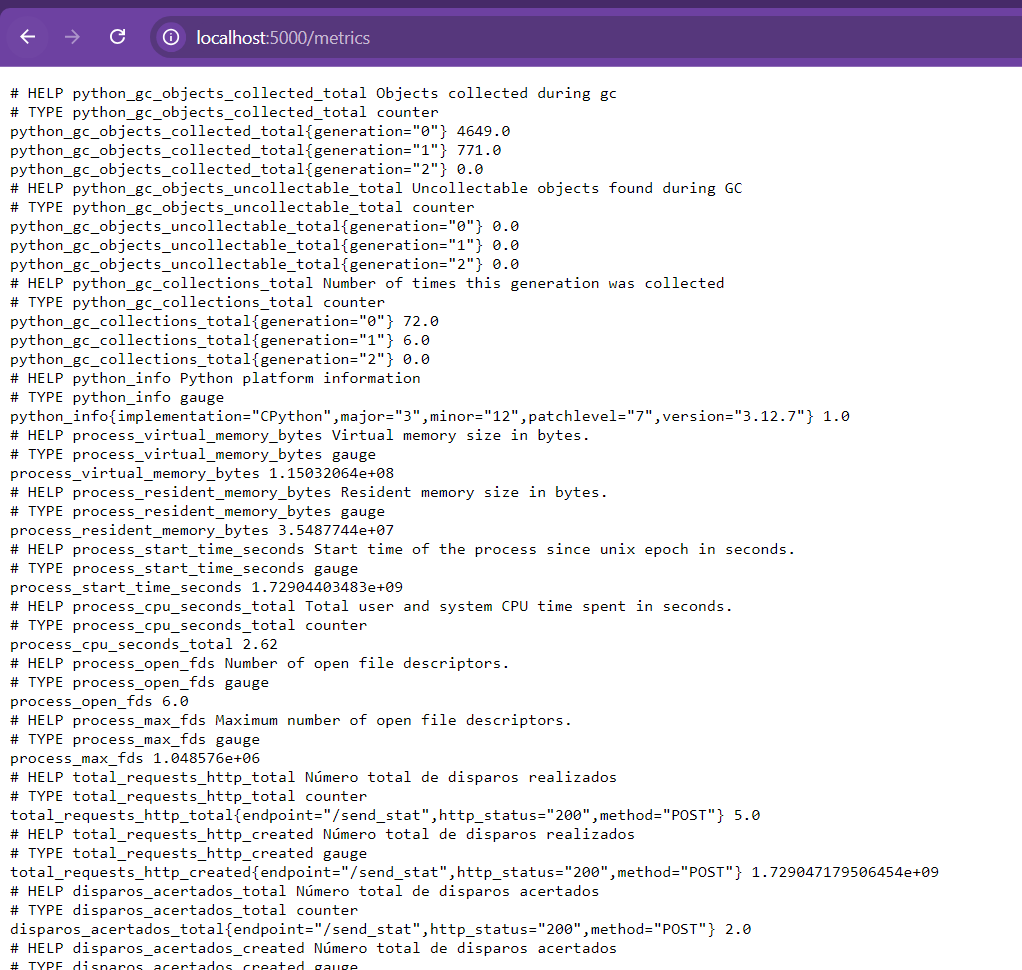 localhost:5000/metrics
# HELP python_gc_objects_collected_total Objects collected during gc
# TYPE python_gc_objects_collected_total counter
python_gc_objects_collected_total{generation="0"} 4649.0
python_gc_objects_collected_total{generation="1"} 771.0
python_gc_objects_collected_total{generation="2"} 0.0
# HELP python_gc_objects_uncollectable_total Uncollectable objects found during GC
# TYPE python_gc_objects_uncollectable_total counter
python_gc_objects_uncollectable_total{generation="0"} 0.0
python_gc_objects_uncollectable_total{generation="1"} 0.0
python_gc_objects_uncollectable_total{generation="2"} 0.0
# HELP python_gc_collections_total Number of times this generation was collected
# TYPE python_gc_collections_total counter
python_gc_collections_total{generation="0"} 72.0
python_gc_collections_total{generation="1"} 6.0
python_gc_collections_total{generation="2"} 0.0
# HELP python_info Python platform information
# TYPE python_info gauge
python_info{implementation="CPython",major="3",minor="12",patchlevel="7",version="3.12.7"} 1.0
# HELP process_virtual_memory_bytes Virtual memory size in bytes.
# TYPE process_virtual_memory_bytes gauge
process_virtual_memory_bytes 1.15032064e+08
# HELP process_resident_memory_bytes Resident memory size in bytes.
# TYPE process_resident_memory_bytes gauge
process_resident_memory_bytes 3.5487744e+07
# HELP process_start_time_seconds Start time of the process since unix epoch in seconds.
# TYPE process_start_time_seconds gauge
process_start_time_seconds 1.72904403483e+09
# HELP process_cpu_seconds_total Total user and system CPU time spent in seconds.
# TYPE process_cpu_seconds_total counter
process_cpu_seconds_total 2.62
# HELP process_open_fds Number of open file descriptors.
# TYPE process_open_fds gauge
process_open_fds 6.0
# HELP process_max_fds Maximum number of open file descriptors.
# TYPE process_max_fds gauge
process_max_fds 1.048576e+06
# HELP total_requests_http_total Número total de disparos realizados
# TYPE total_requests_http_total counter
total_requests_http_total{endpoint="/send_stat",http_status="200",method="POST"} 5.0
# HELP total_requests_http_created Número total de disparos realizados
# TYPE total_requests_http_created gauge
total_requests_http_created{endpoint="/send_stat",http_status="200",method="POST"} 1.729047179506454e+09
# HELP disparos_acertados_total Número total de disparos acertados
# TYPE disparos_acertados_total counter
disparos_acertados_total{endpoint="/send_stat",http_status="200",method="POST"} 2.0
# HELP disparos_acertados_created Número total de disparos acertados
# TYPE disparos_acertados_created gauge